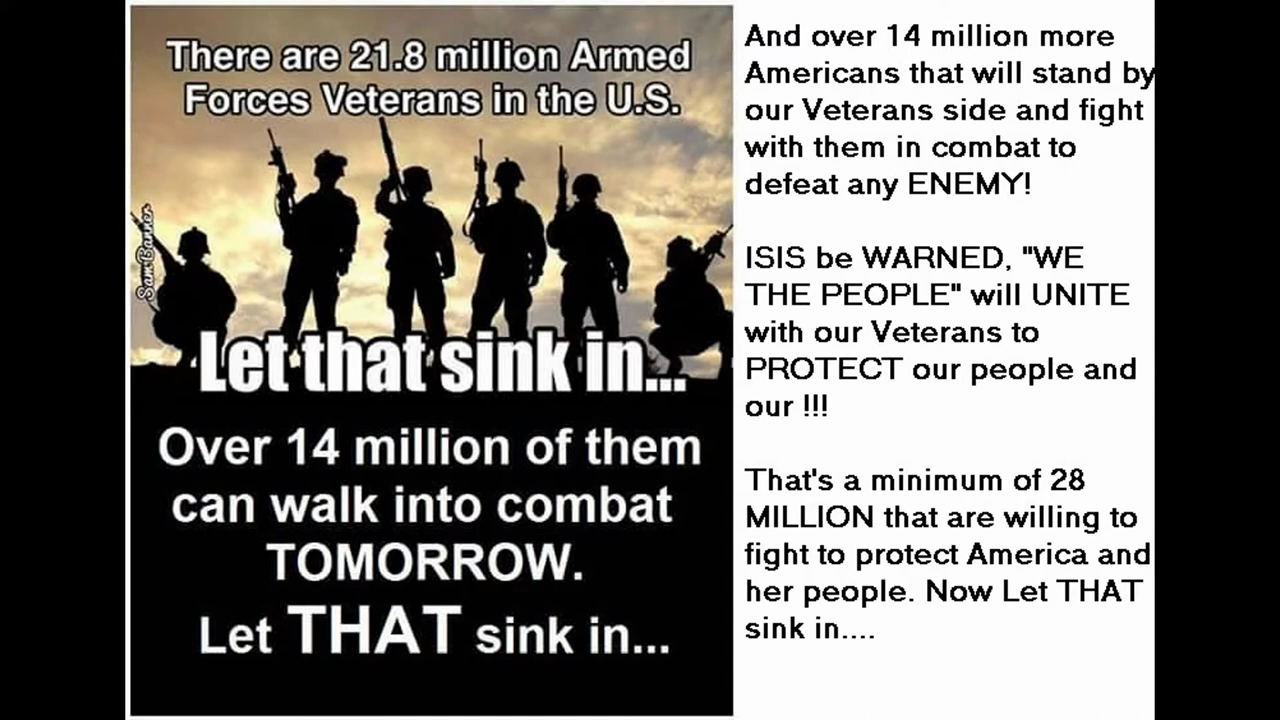 There are 21.8 million Armed
Forces Veterans in the U.S.
Sam Banner
Let that sink in...
Over 14 million of them
can walk into combat
TOMORROW.
Let THAT sink in...
And over 14 million more
Americans that will stand by
our Veterans side and fight
with them in combat to
defeat any ENEMY!
ISIS be WARNED, "WE
THE PEOPLE" will UNITE
with our Veterans to
PROTECT our people and
our !!!
That's a minimum of 28
MILLION that are willing to
fight to protect America and
her people. Now Let THAT
sink in....